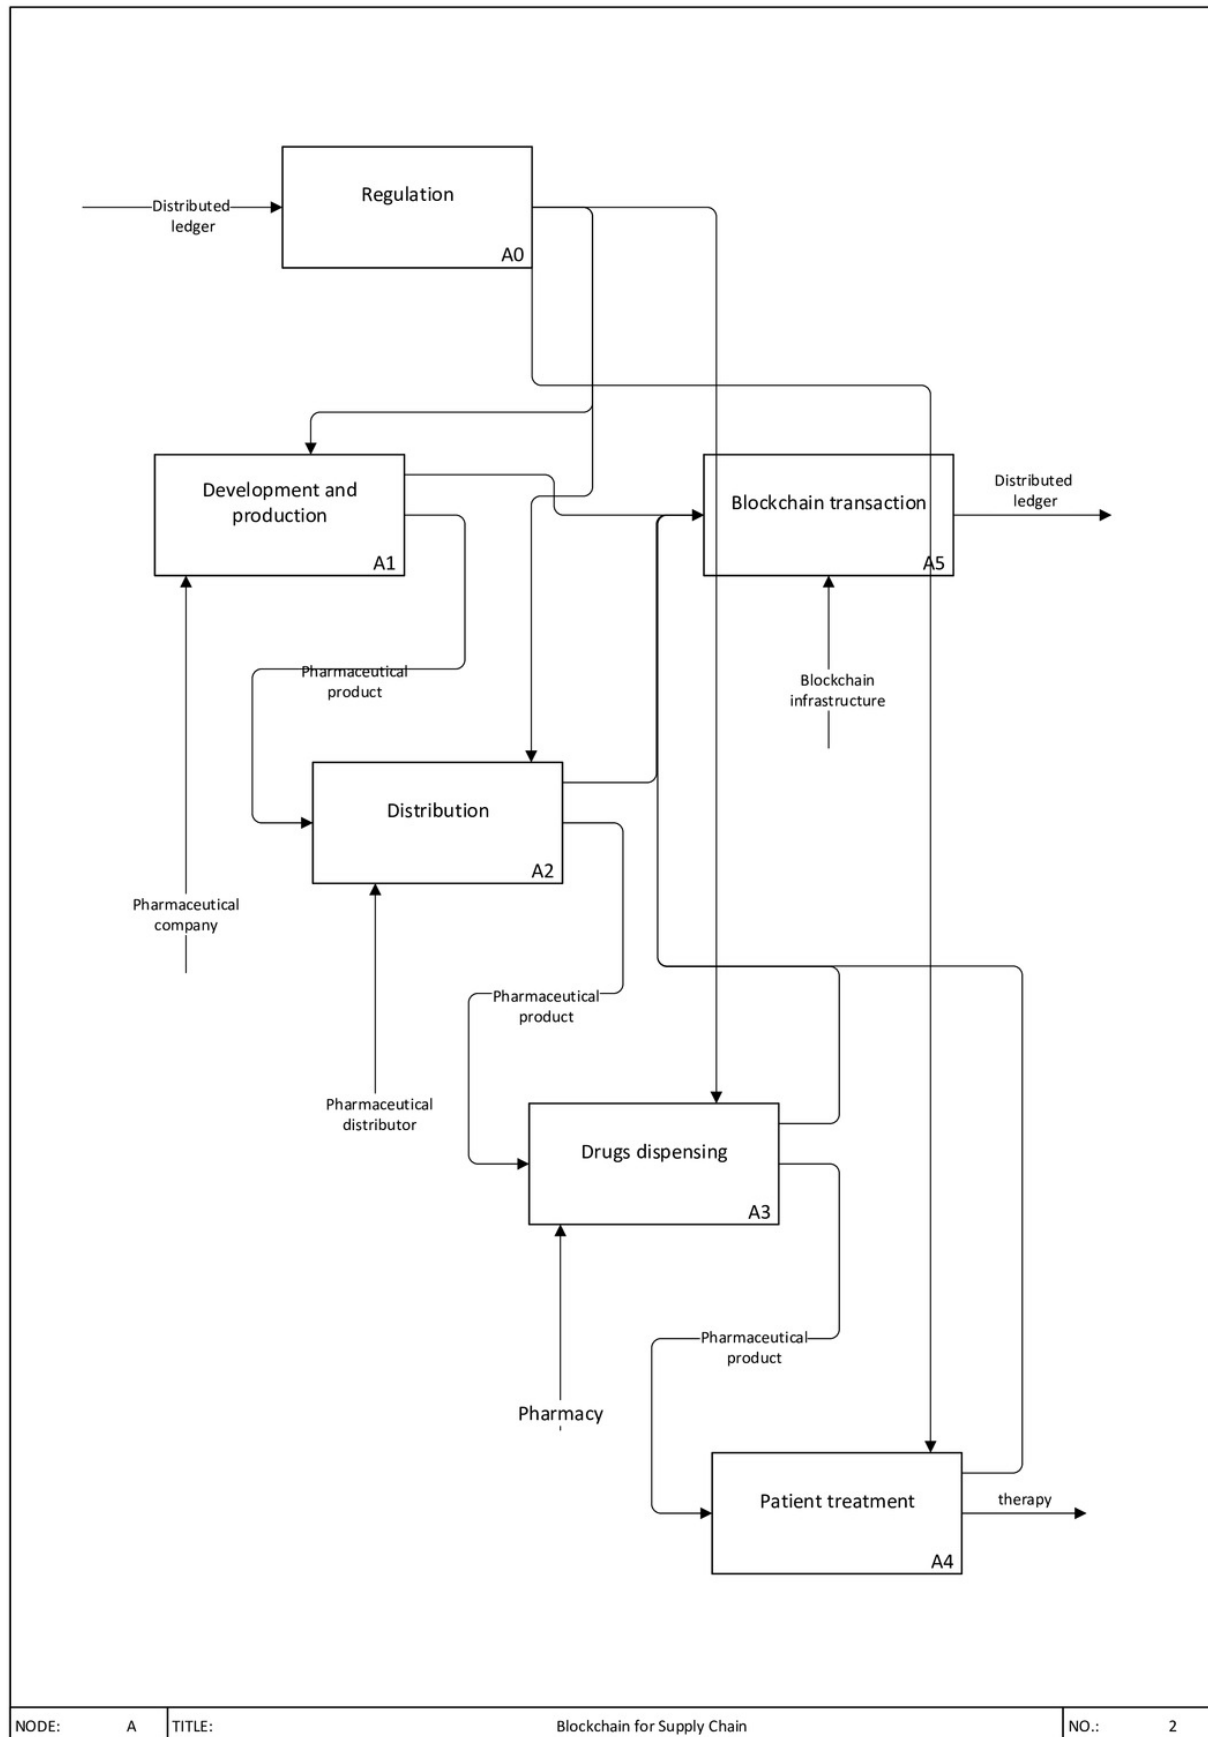 Regulation
A0
Distributed
ledger
Development and
production
A1
Blockchain transaction
A5
Distributed
ledger
Pharmaceutical
product
Blockchain
infrastructure
Distribution
A2
Pharmaceutical
company
Pharmaceutical
product
Pharmaceutical
distributor
Drugs dispensing
A3
Pharmaceutical
product
Pharmacy
Patient treatment
A4
therapy
NODE: A TITLE: Blockchain for Supply Chain NO.: 2